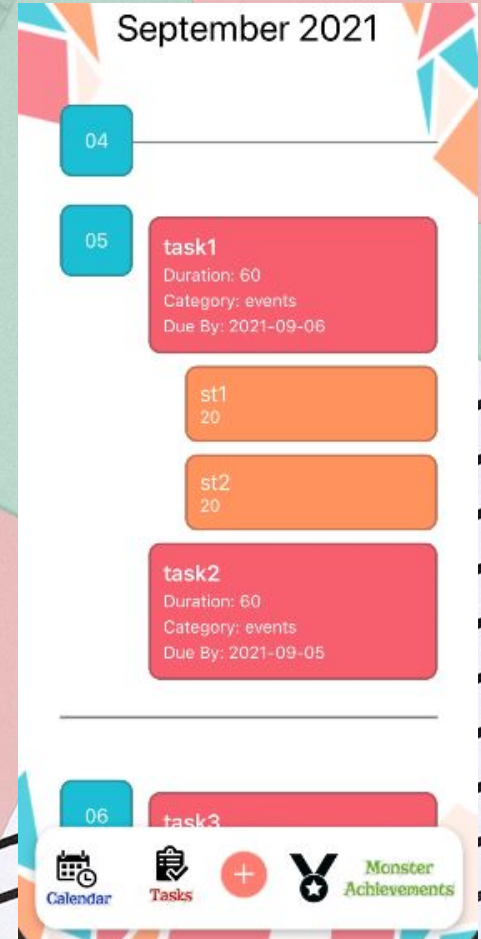 September 2021
04
05
task1
Duration: 60
Category: events
Due By: 2021-09-06
st1
20
st2
20
task2
Duration: 60
Category: events
Due By: 2021-09-05
06
task3
Calendar
Tasks
Monster
Achievements